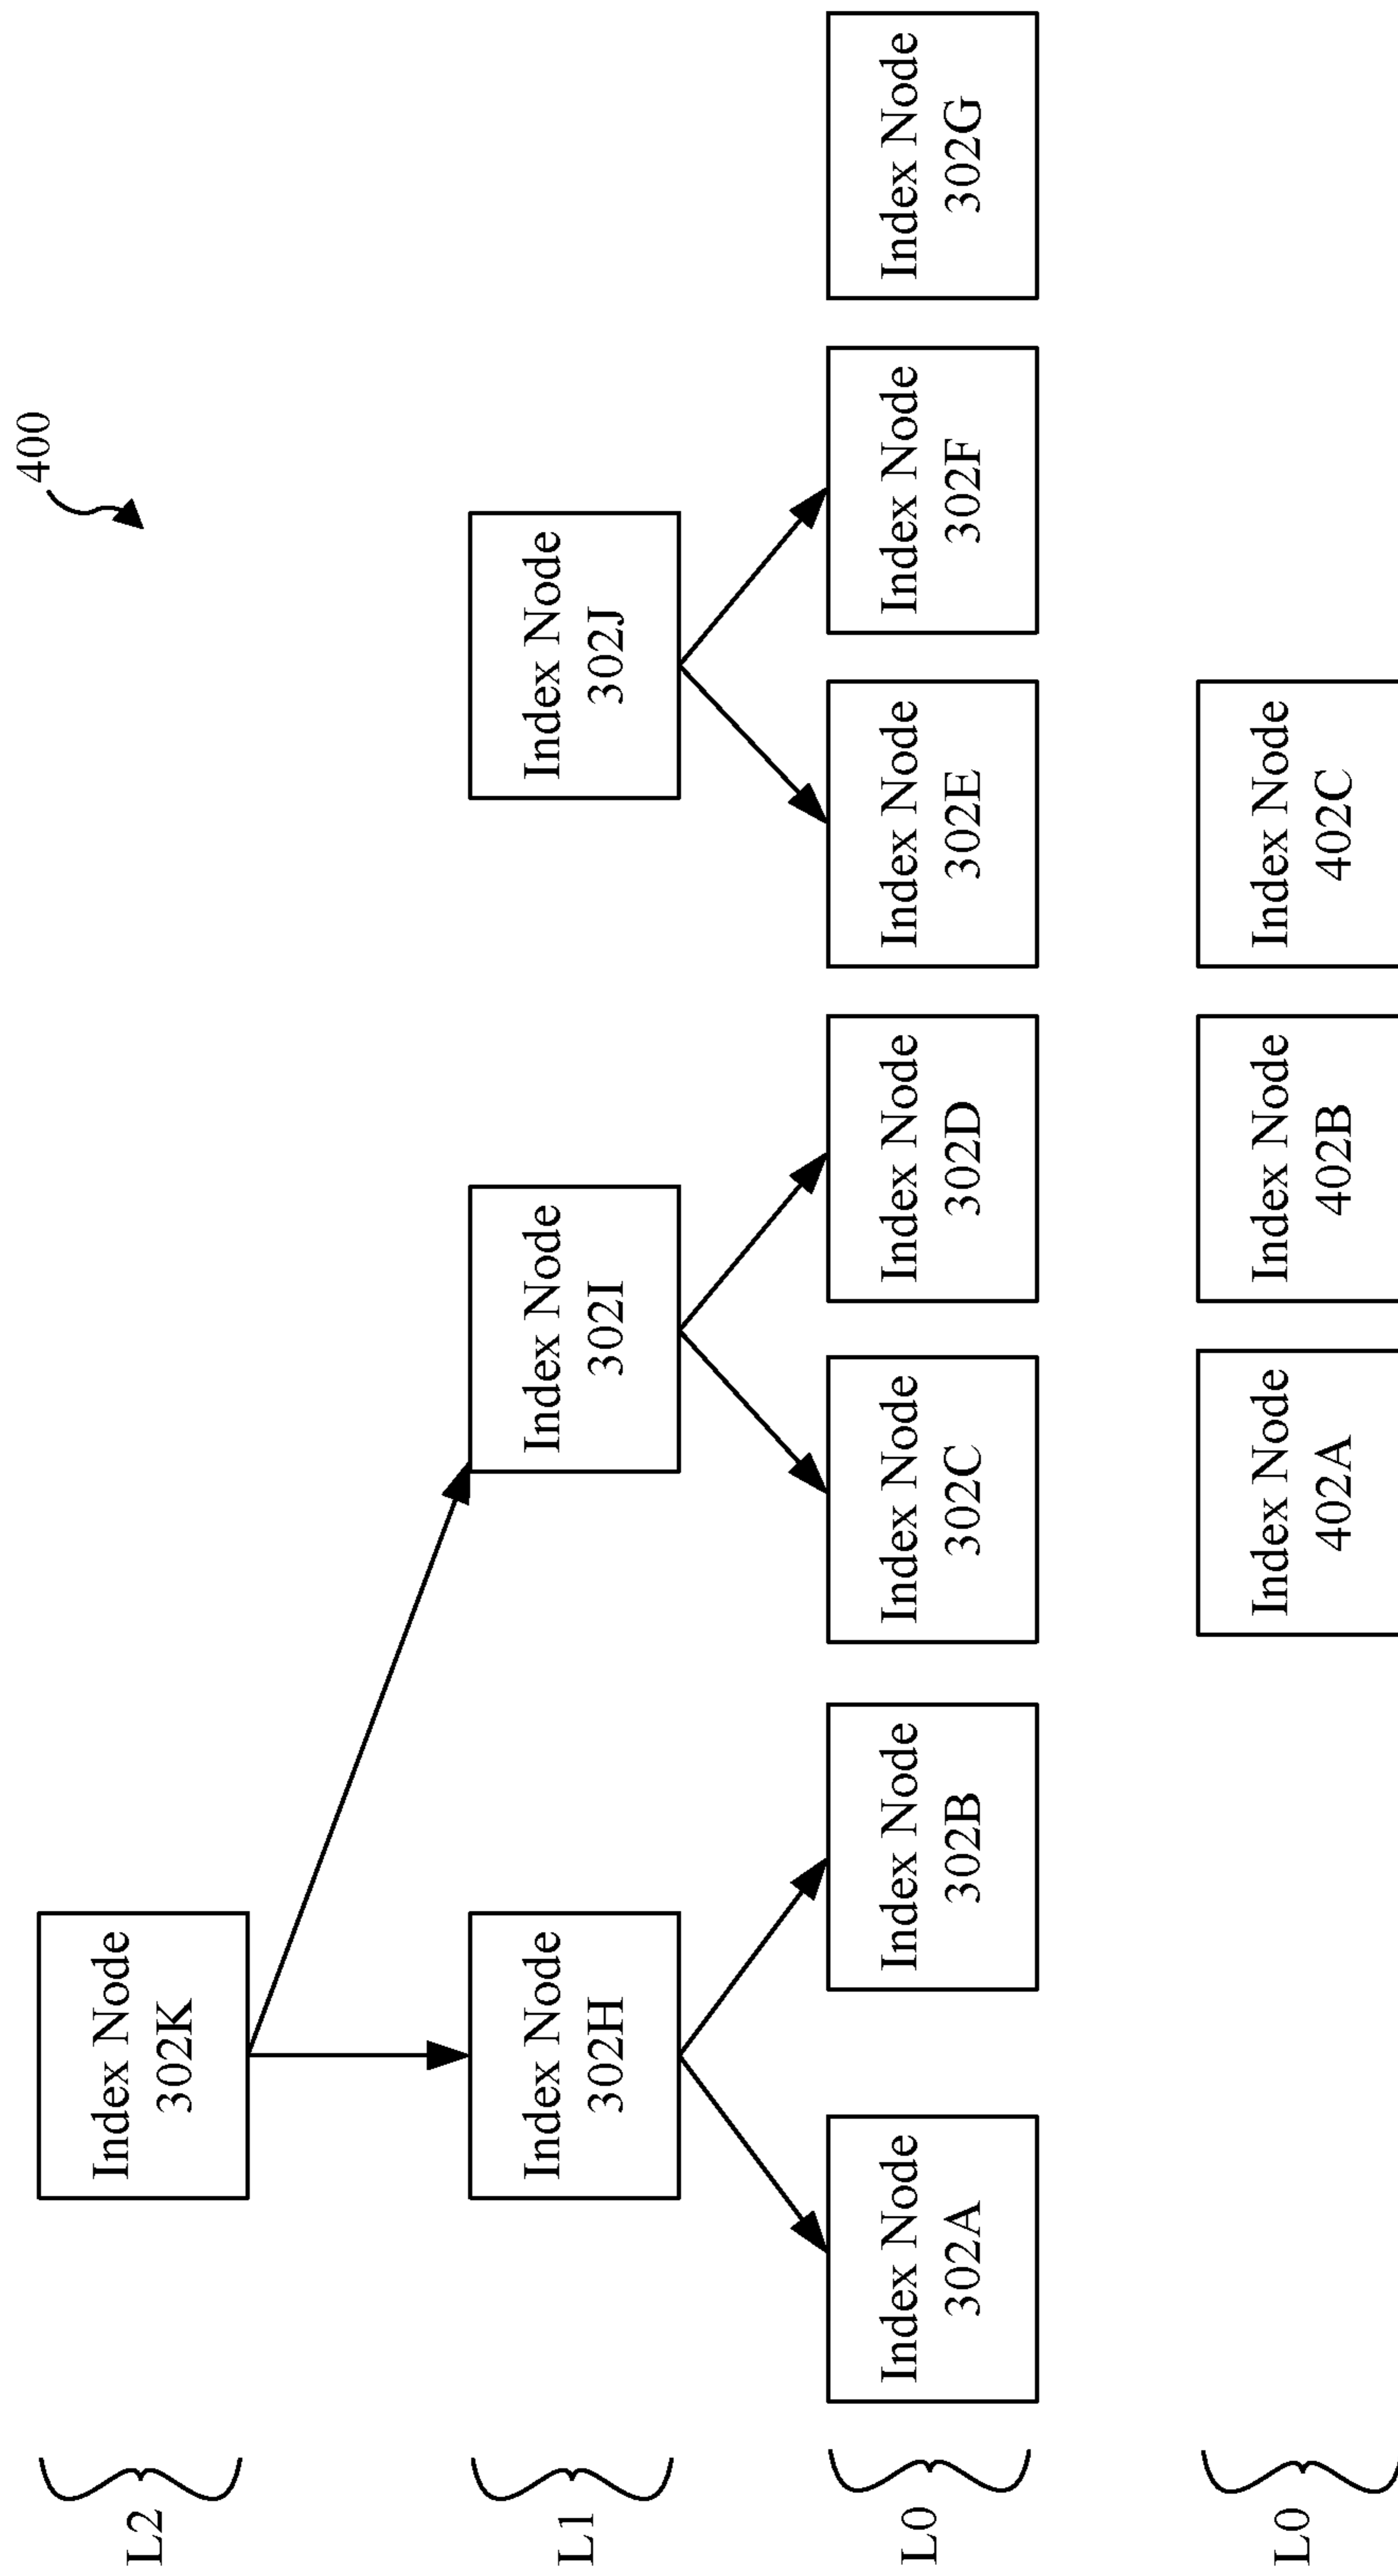 400
L2
Index Node
302K
L1
Index Node
302H
Index Node
302I
Index Node
302J
L0
Index Node
302A
Index Node
302B
Index Node
302C
Index Node
302D
Index Node
302E
Index Node
302F
Index Node
302G
L0
Index Node
402A
Index Node
402B
Index Node
402C